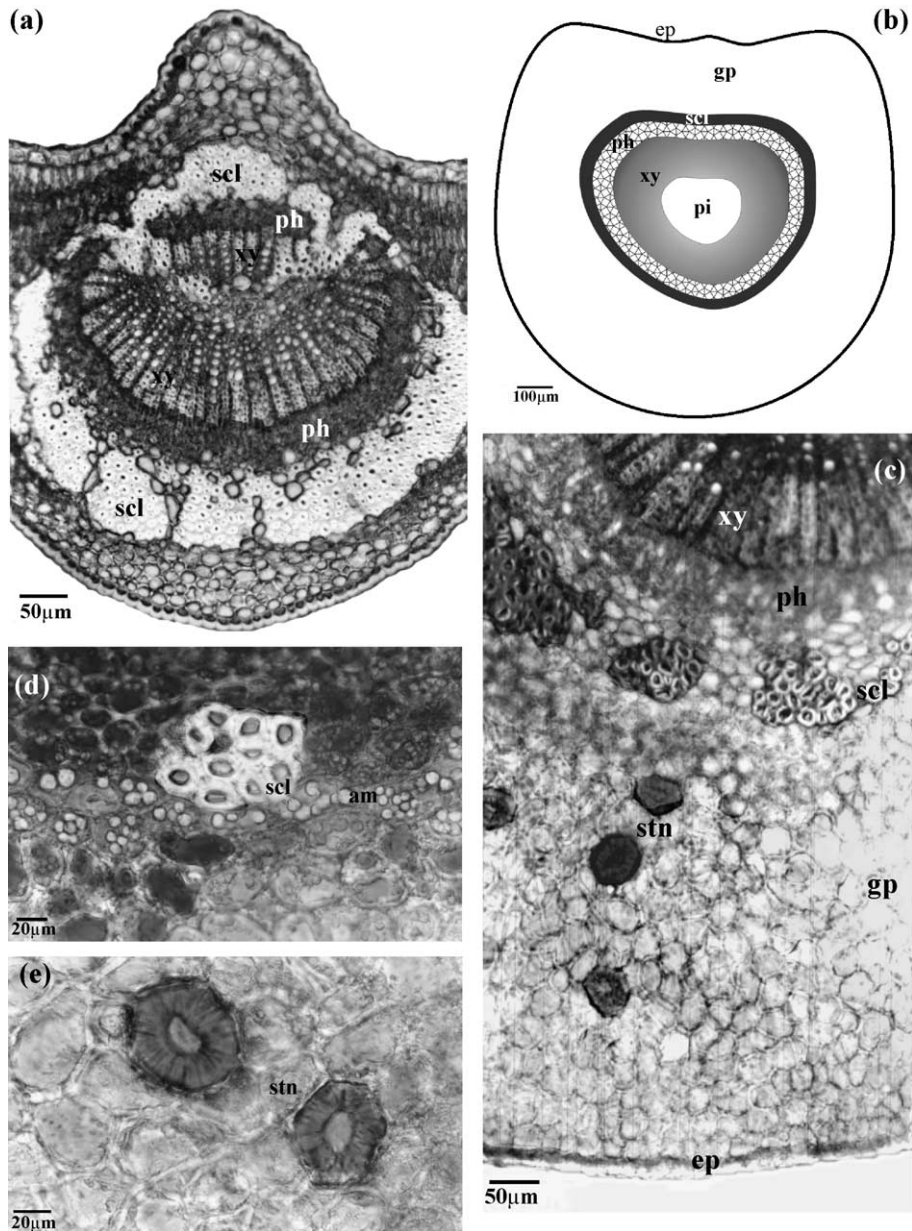 (a)
scl
ph
xy
xy
ph
scl
50µm
(b)
ep
gp
scl
ph
xy
pi
100µm
(c)
xy
ph
scl
stn
gp
ep
50µm
(d)
scl
am
20µm
(e)
stn
20µm